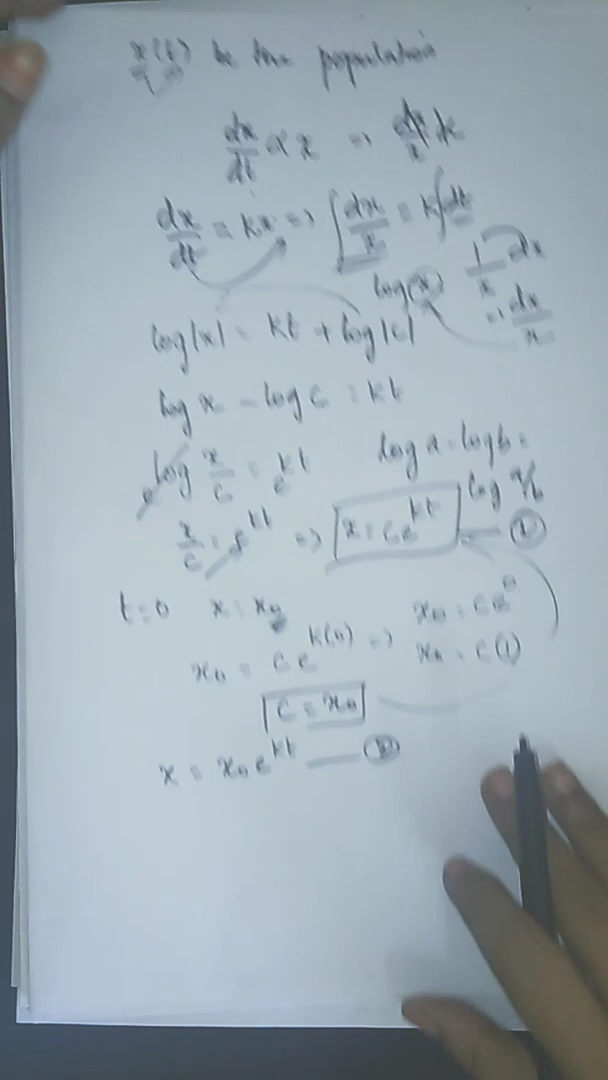 x(t) be the population
dx/dt α x ⇒ dx/x k
dx/dt = kx ⇒ ∫ dx/x = k∫dt
log(x) 1/x dx
= dx/x
log|x| = kt + log|c|
log x - log c = kt
log x/c = e^kt log a - log b =
log a/b
x/c = e^kt ⇒ x = ce^kt
t=0 x = x₀ x₀ = ce⁰
x₀ = ce^k(0) ⇒ x₀ = c(1)
c = x₀
x = x₀e^kt